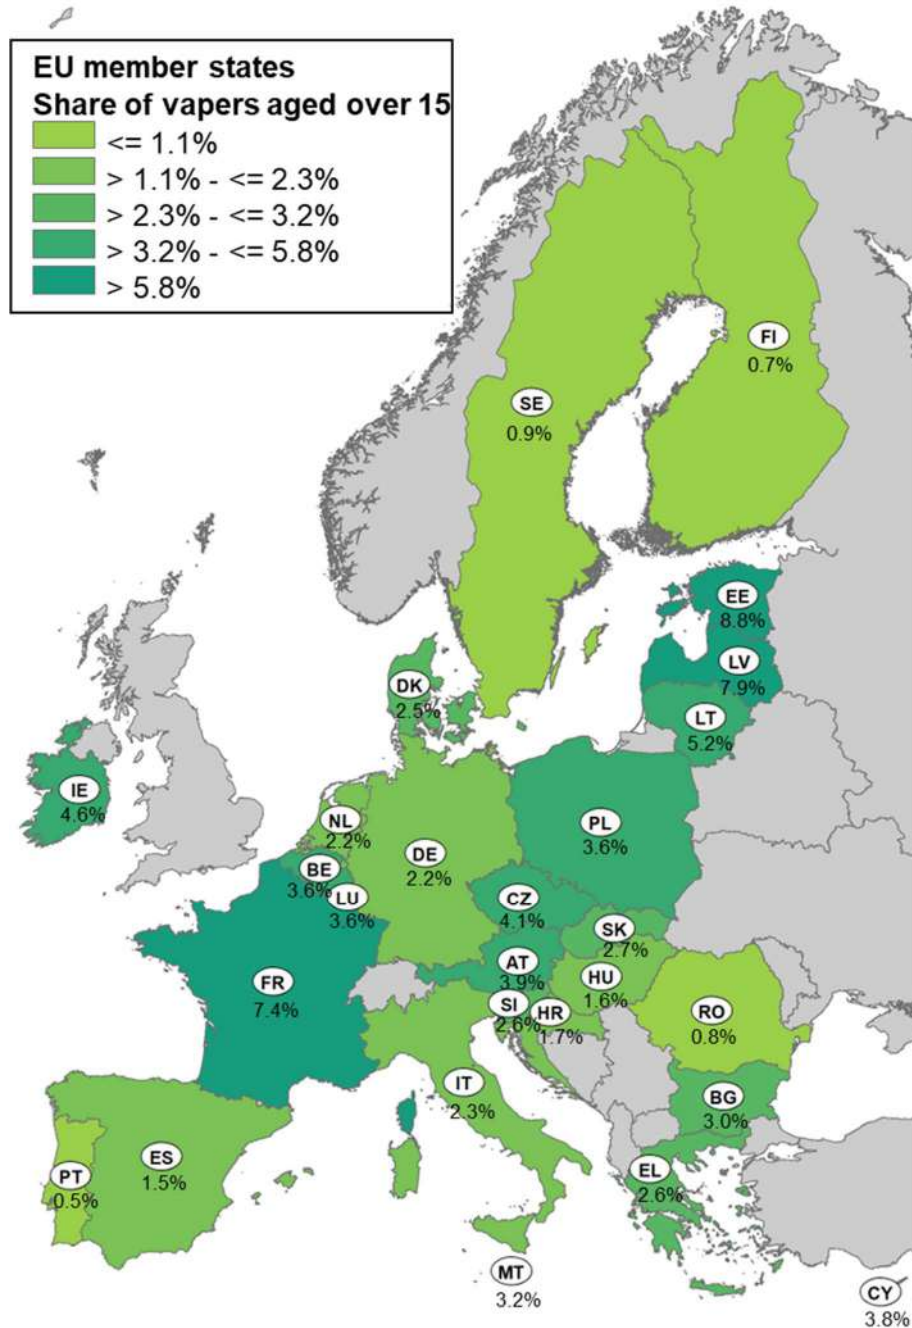 EU member states
Share of vapers aged over 15
<= 1.1%
> 1.1% - <= 2.3%
> 2.3% - <= 3.2%
> 3.2% - <= 5.8%
> 5.8%
FI
0.7%
SE
0.9%
EE
8.8%
LV
7.9%
DK
2.5%
LT
5.2%
IE
4.6%
NL
2.2%
PL
3.6%
DE
2.2%
BE
3.6%
LU
3.6%
CZ
4.1%
SK
2.7%
AT
3.9%
HU
1.6%
FR
7.4%
SI
2.6%
HR
1.7%
RO
0.8%
IT
2.3%
BG
3.0%
ES
1.5%
PT
0.5%
EL
2.6%
MT
3.2%
CY
3.8%